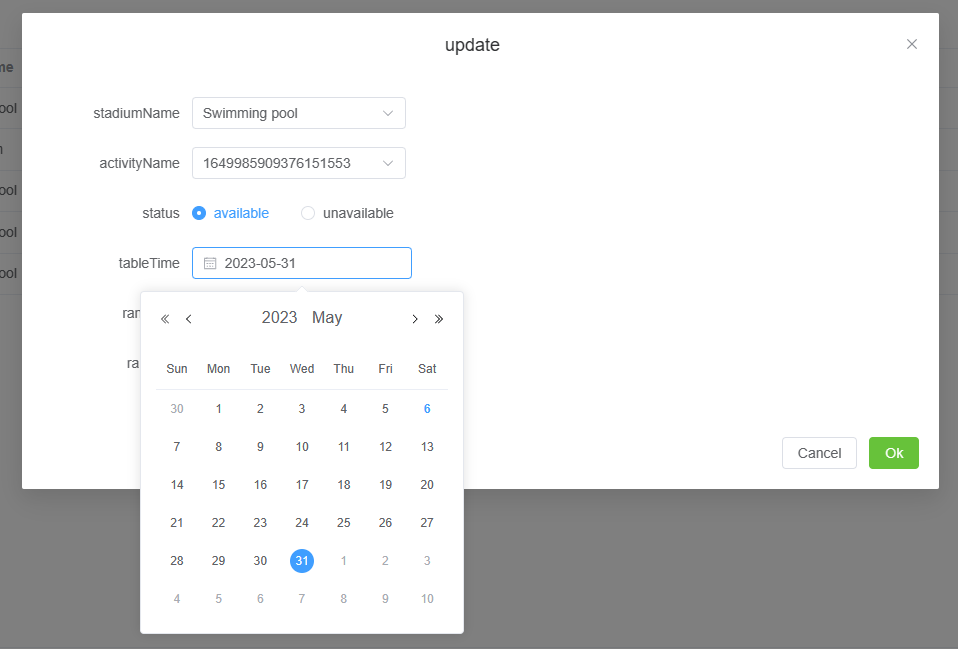 update
me
stadiumName Swimming pool
ool
activityName 1649985909376151553
ool
status available unavailable
ool
tableTime 2023-05-31
ool
ran
2023 May
ra
Sun Mon Tue Wed Thu Fri Sat
30 1 2 3 4 5 6
7 8 9 10 11 12 13
Cancel Ok
14 15 16 17 18 19 20
21 22 23 24 25 26 27
28 29 30 31 1 2 3
4 5 6 7 8 9 10